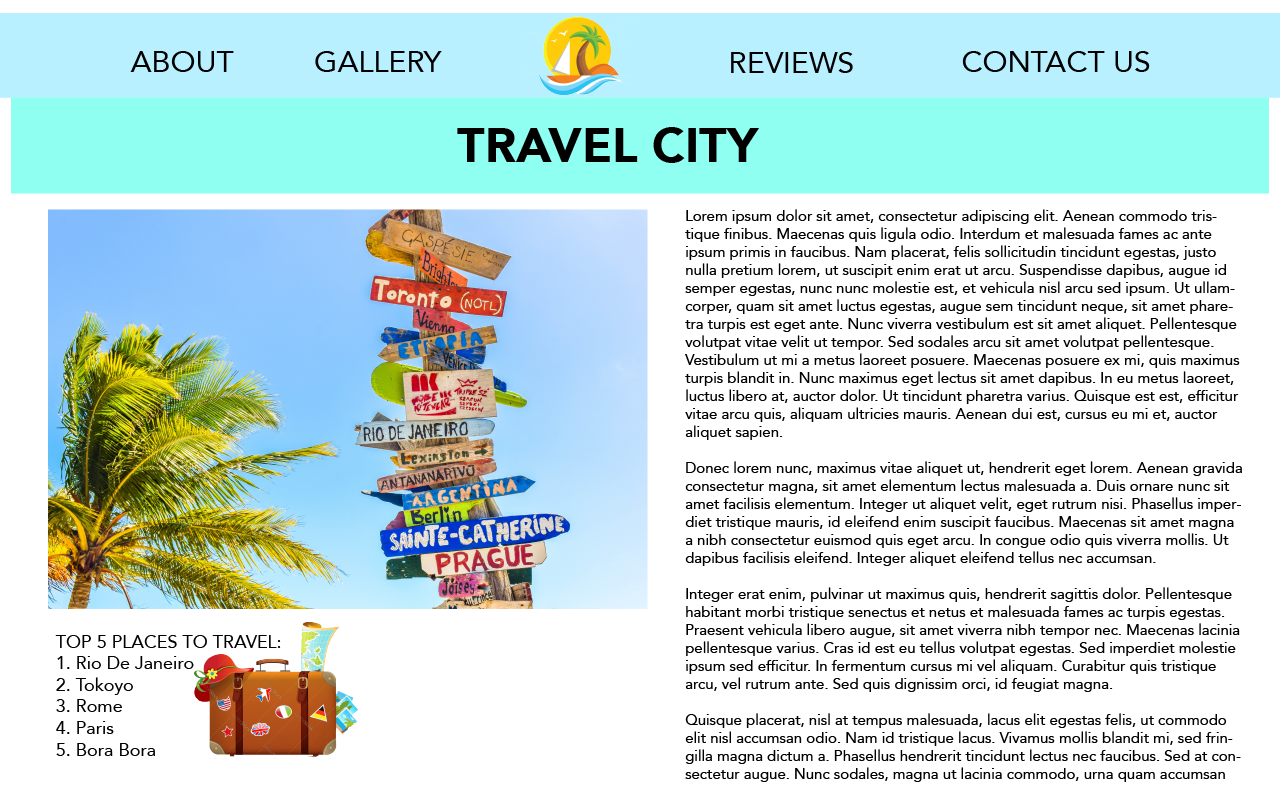 ABOUT GALLERY REVIEWS CONTACT US
TRAVEL CITY
GASPÉSIE
Toronto (NOTL)
Vienna
ETHIOPIA
VENICE
RIO DE JANEIRO
Lexington
ANTANANARIVO
ARGENTINA
Berlin
SAINTE-CATHERINE
PRAGUE
Joisey
TOP 5 PLACES TO TRAVEL:
1. Rio De Janeiro
2. Tokoyo
3. Rome
4. Paris
5. Bora Bora
Lorem ipsum dolor sit amet, consectetur adipiscing elit. Aenean commodo tris-
tique finibus. Maecenas quis ligula odio. Interdum et malesuada fames ac ante
ipsum primis in faucibus. Nam placerat, felis sollicitudin tincidunt egestas, justo
nulla pretium lorem, ut suscipit enim erat ut arcu. Suspendisse dapibus, augue id
semper egestas, nunc nunc molestie est, et vehicula nisl arcu sed ipsum. Ut ullam-
corper, quam sit amet luctus egestas, augue sem tincidunt neque, sit amet phare-
tra turpis est eget ante. Nunc viverra vestibulum est sit amet aliquet. Pellentesque
volutpat vitae velit ut tempor. Sed sodales arcu sit amet volutpat pellentesque.
Vestibulum ut mi a metus laoreet posuere. Maecenas posuere ex mi, quis maximus
turpis blandit in. Nunc maximus eget lectus sit amet dapibus. In eu metus laoreet,
luctus libero at, auctor dolor. Ut tincidunt pharetra varius. Quisque est est, efficitur
vitae arcu quis, aliquam ultricies mauris. Aenean dui est, cursus eu mi et, auctor
aliquet sapien.
Donec lorem nunc, maximus vitae aliquet ut, hendrerit eget lorem. Aenean gravida
consectetur magna, sit amet elementum lectus malesuada a. Duis ornare nunc sit
amet facilisis elementum. Integer ut aliquet velit, eget rutrum nisi. Phasellus imper-
diet tristique mauris, id eleifend enim suscipit faucibus. Maecenas sit amet magna
a nibh consectetur euismod quis eget arcu. In congue odio quis viverra mollis. Ut
dapibus facilisis eleifend. Integer aliquet eleifend tellus nec accumsan.
Integer erat enim, pulvinar ut maximus quis, hendrerit sagittis dolor. Pellentesque
habitant morbi tristique senectus et netus et malesuada fames ac turpis egestas.
Praesent vehicula libero augue, sit amet viverra nibh tempor nec. Maecenas lacinia
pellentesque varius. Cras id est eu tellus volutpat egestas. Sed imperdiet molestie
ipsum sed efficitur. In fermentum cursus mi vel aliquam. Curabitur quis tristique
arcu, vel rutrum ante. Sed quis dignissim orci, id feugiat magna.
Quisque placerat, nisl at tempus malesuada, lacus elit egestas felis, ut commodo
elit nisl accumsan odio. Nam id tristique lacus. Vivamus mollis blandit mi, sed frin-
gilla magna dictum a. Phasellus hendrerit tincidunt lectus nec faucibus. Sed at con-
sectetur augue. Nunc sodales, magna ut lacinia commodo, urna quam accumsan